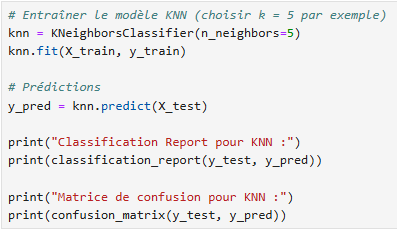 # Entraîner le modèle KNN (choisir k = 5 par exemple)
knn = KNeighborsClassifier(n_neighbors=5)
knn.fit(X_train, y_train)
# Prédictions
y_pred = knn.predict(X_test)
print("Classification Report pour KNN :")
print(classification_report(y_test, y_pred))
print("Matrice de confusion pour KNN :")
print(confusion_matrix(y_test, y_pred))